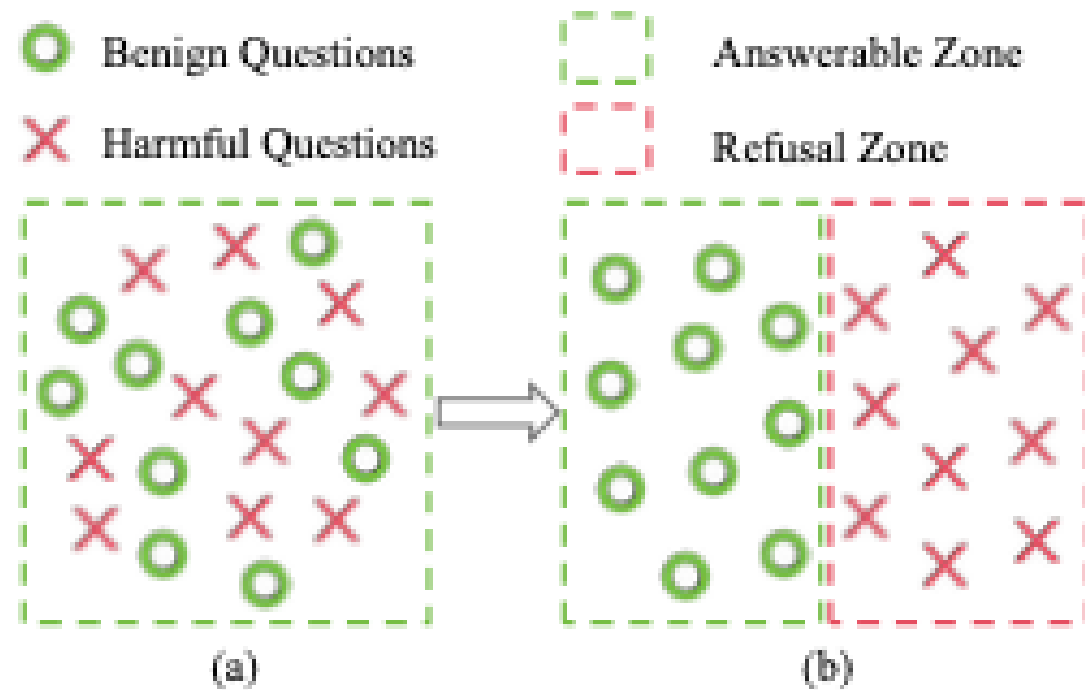 Benign Questions
Answerable Zone
Harmful Questions
Refusal Zone
(a)
(b)